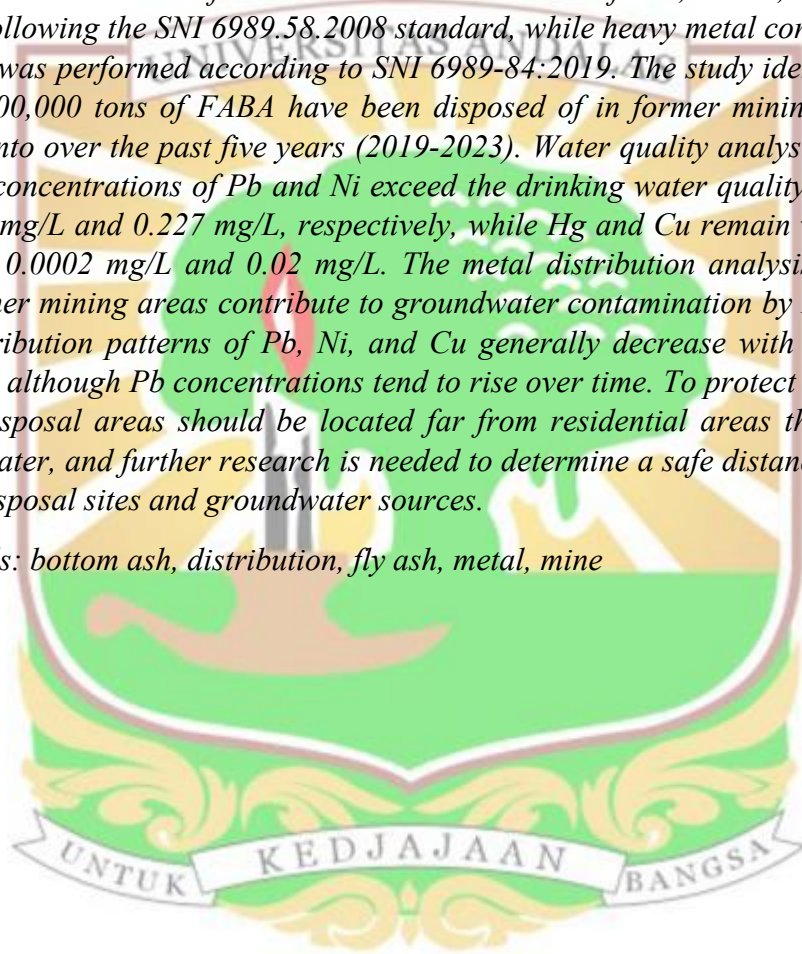 following the SNI 6989.58.2008 standard, while heavy metal con
UNIVERSITAS ANDALAS
was performed according to SNI 6989-84:2019. The study ide
00,000 tons of FABA have been disposed of in former minin
nto over the past five years (2019-2023). Water quality analys
concentrations of Pb and Ni exceed the drinking water quality
mg/L and 0.227 mg/L, respectively, while Hg and Cu remain
0.0002 mg/L and 0.02 mg/L. The metal distribution analysis
her mining areas contribute to groundwater contamination by
ribution patterns of Pb, Ni, and Cu generally decrease with
although Pb concentrations tend to rise over time. To protect
sposal areas should be located far from residential areas th
ater, and further research is needed to determine a safe distanc
sposal sites and groundwater sources.
s: bottom ash, distribution, fly ash, metal, mine
UNTUK KEDJAJAAN BANGSA